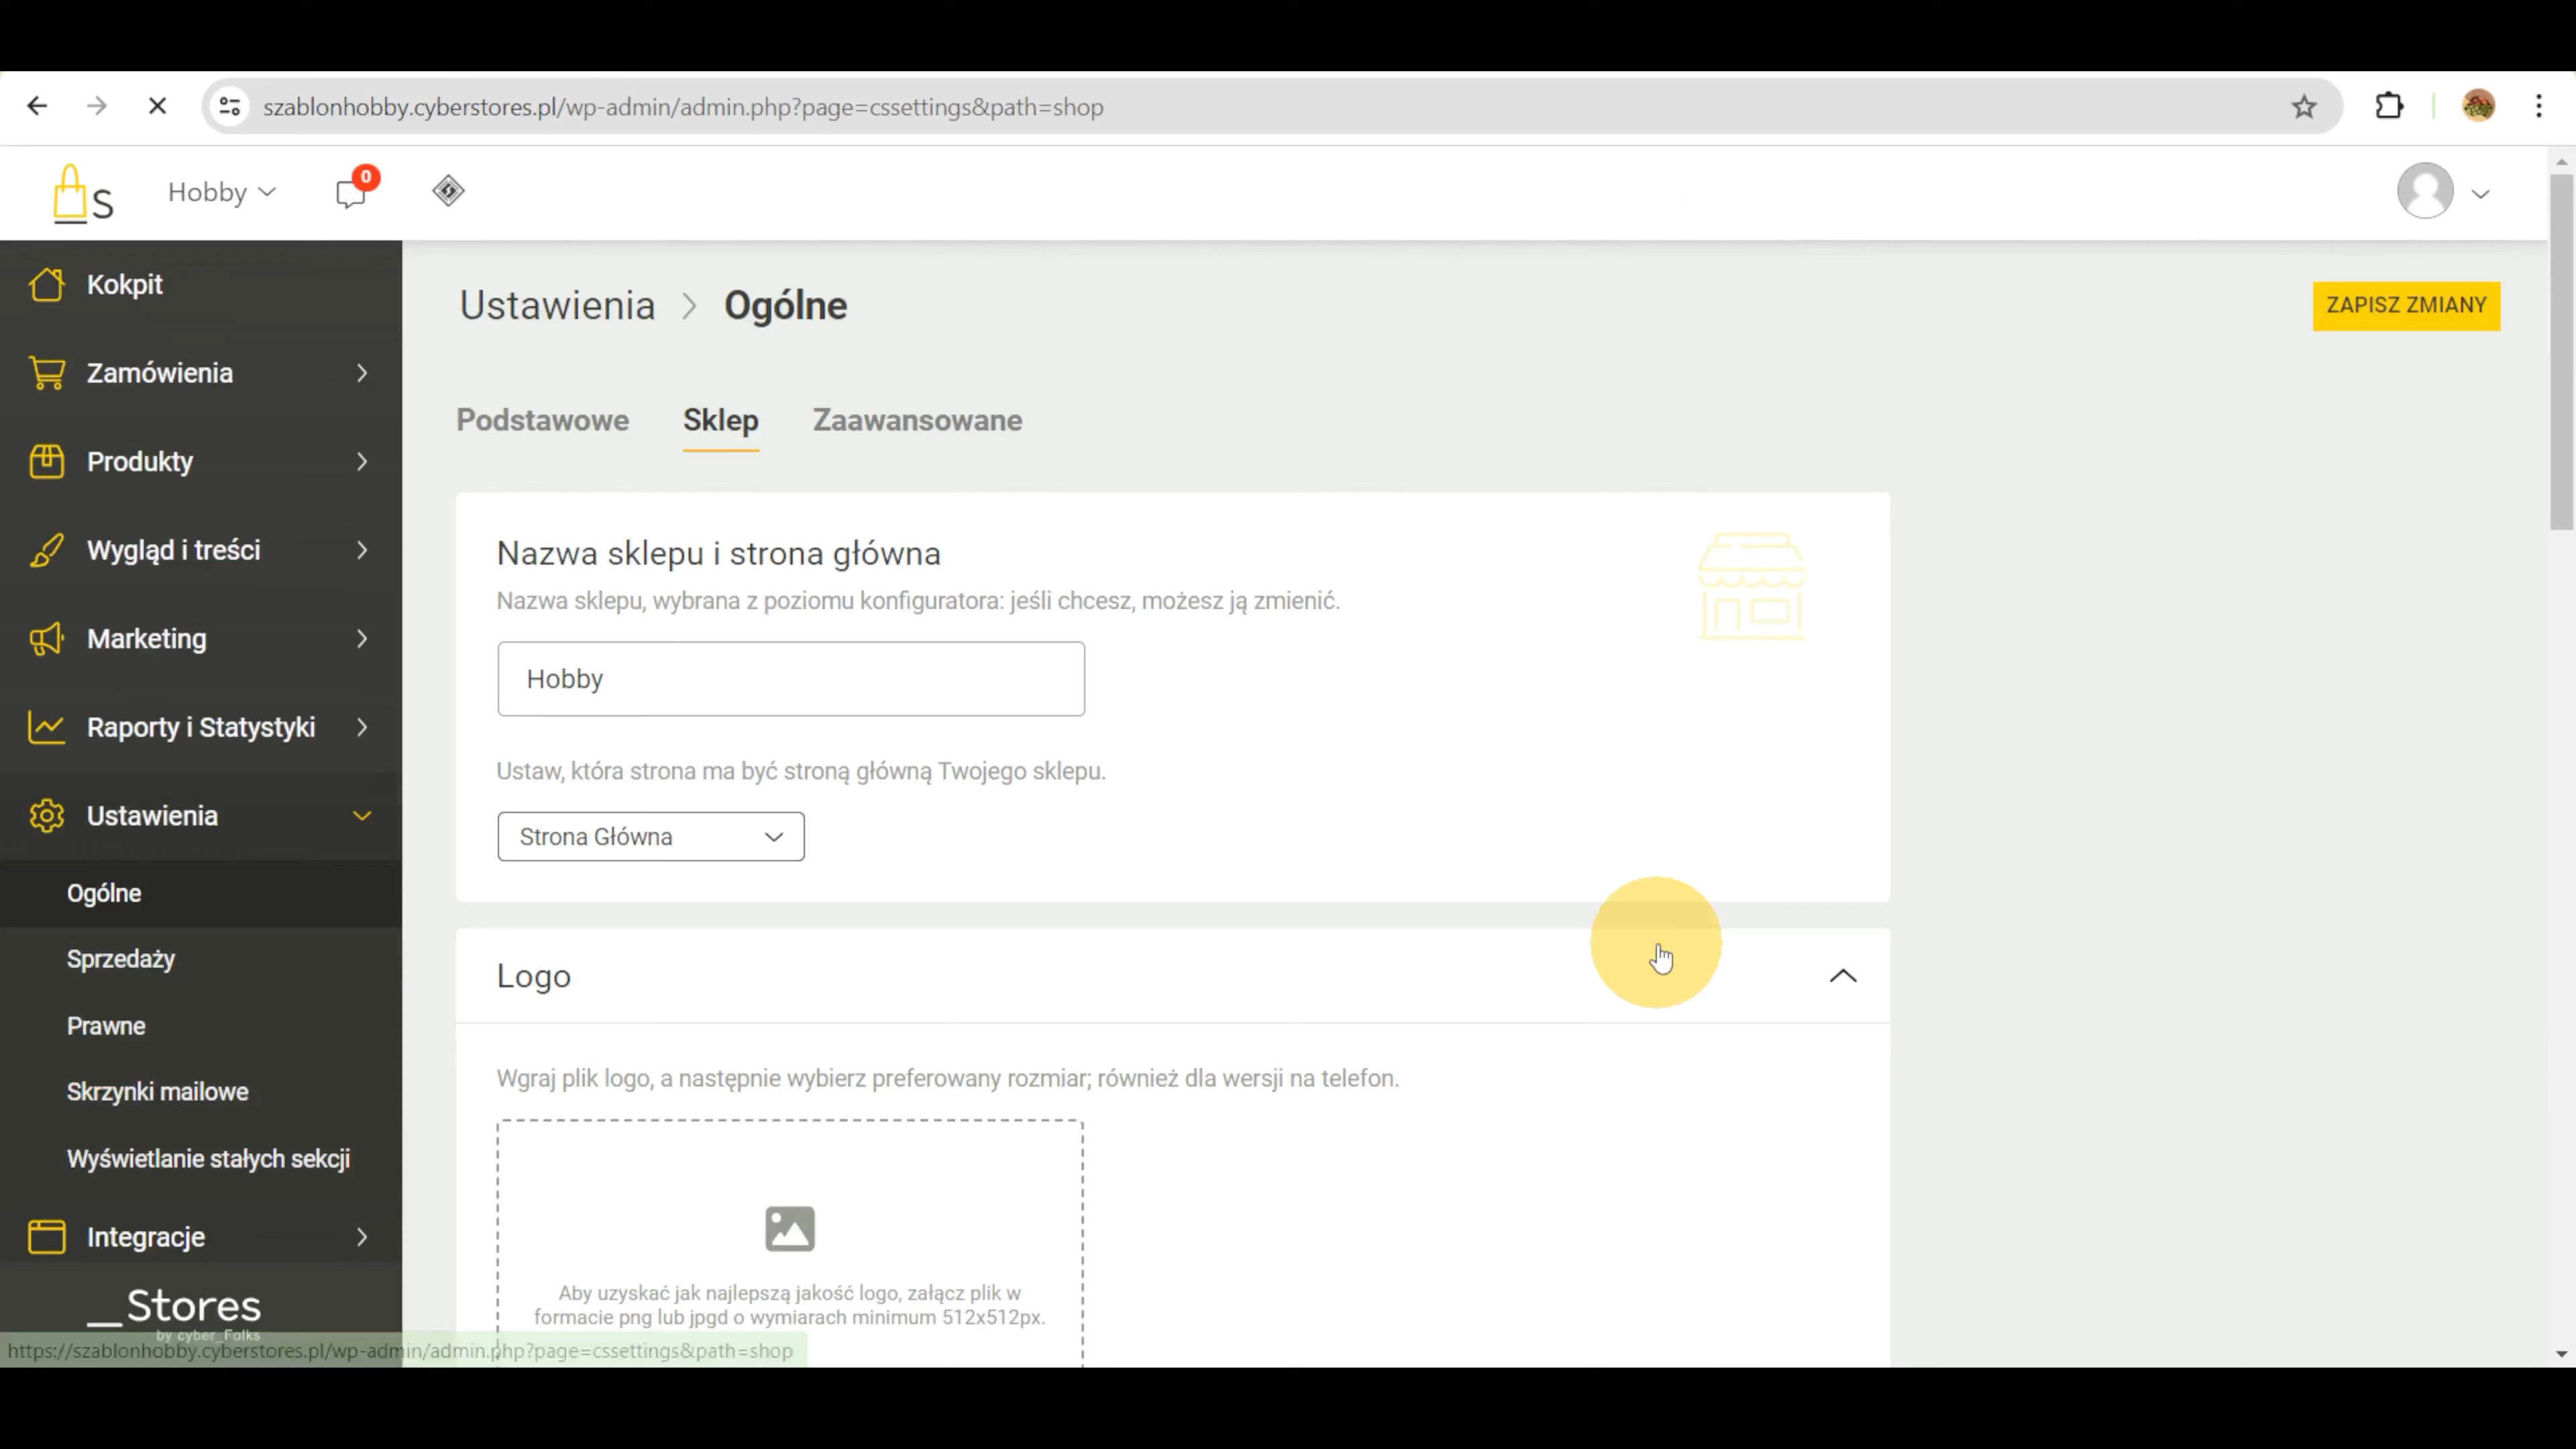 szablonhobby.cyberstores.pl/wp-admin/admin.php?page=cssettings&path=shop
S
Hobby
0
Kokpit
Zamówienia
Produkty
Wygląd i treści
Marketing
Raporty i Statystyki
Ustawienia
Ogólne
Sprzedaży
Prawne
Skrzynki mailowe
Wyświetlanie stałych sekcji
Integracje
__Stores
by cyber_Folks
https://szablonhobby.cyberstores.pl/wp-admin/admin.php?page=cssettings&path=shop
Ustawienia > Ogólne
ZAPISZ ZMIANY
Podstawowe Sklep Zaawansowane
Nazwa sklepu i strona główna
Nazwa sklepu, wybrana z poziomu konfiguratora: jeśli chcesz, możesz ją zmienić.
Hobby
Ustaw, która strona ma być stroną główną Twojego sklepu.
Strona Główna
Logo
Wgraj plik logo, a następnie wybierz preferowany rozmiar; również dla wersji na telefon.
Aby uzyskać jak najlepszą jakość logo, załącz plik w
formacie png lub jpgd o wymiarach minimum 512x512px.